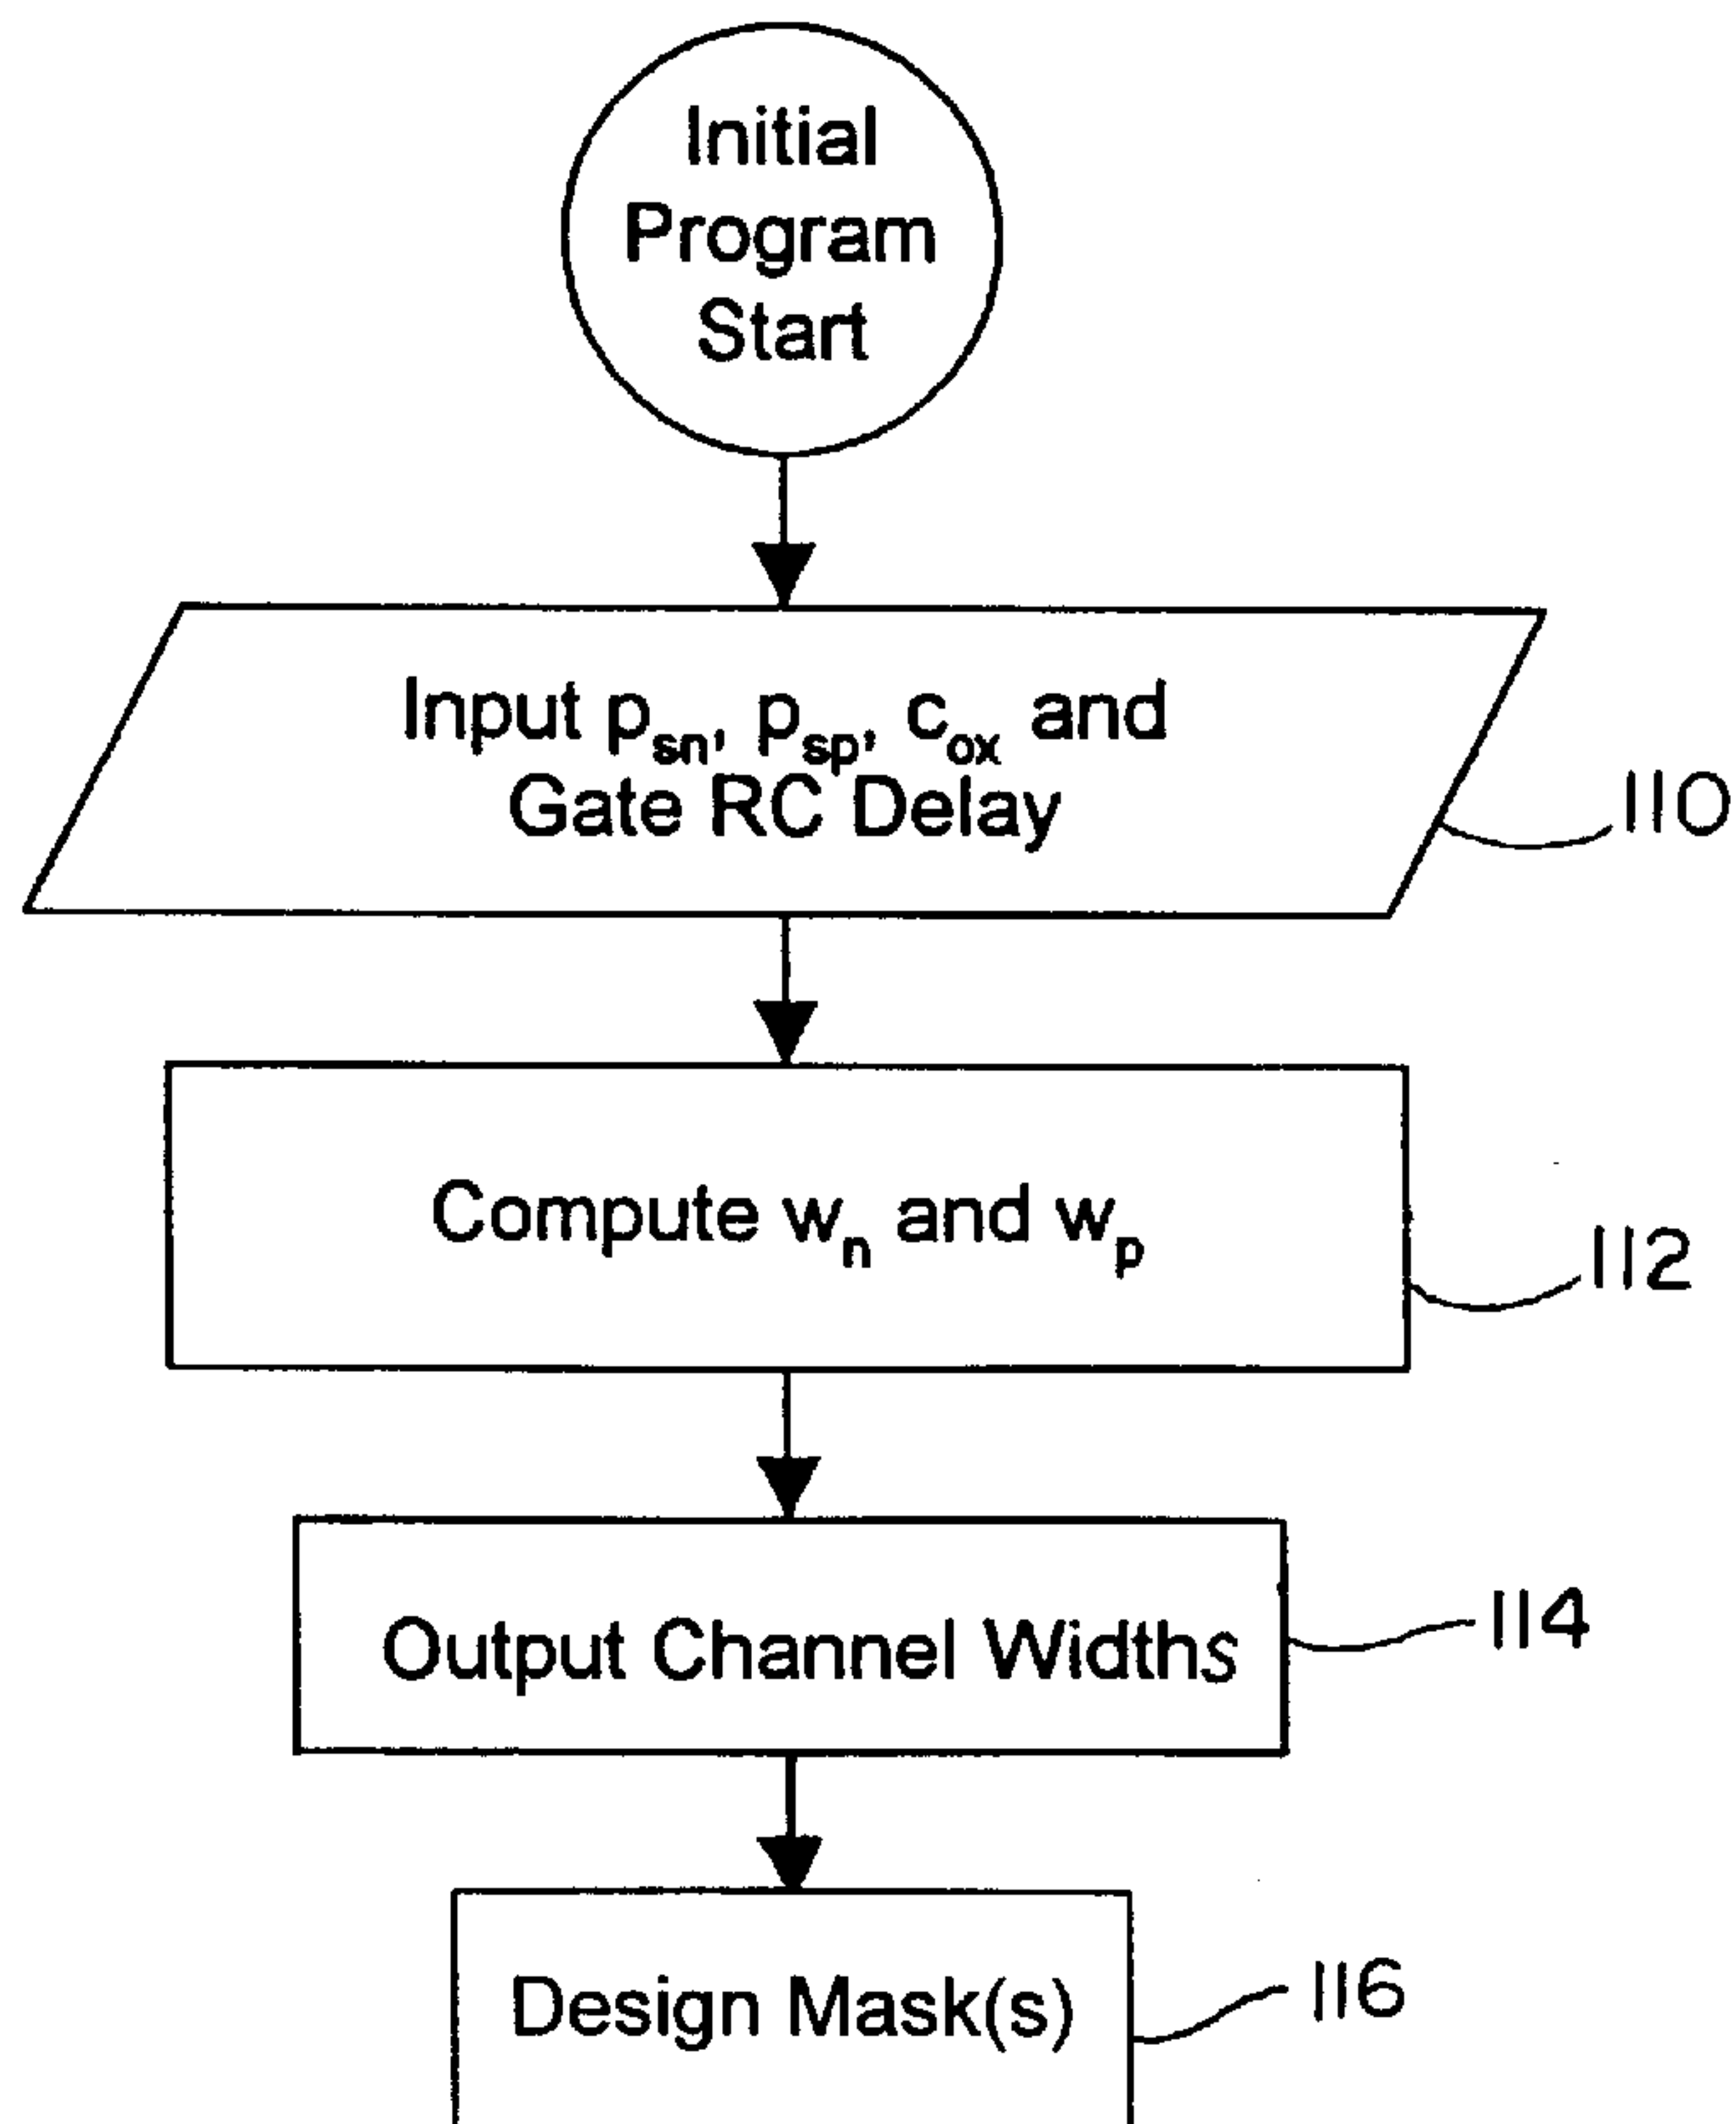 Initial
Program
Start
Input pₛₙ, pₛₚ, cₒₓ and
Gate RC Delay
110
Compute wₙ and wₚ
112
Output Channel Widths
114
Design Mask(s)
116